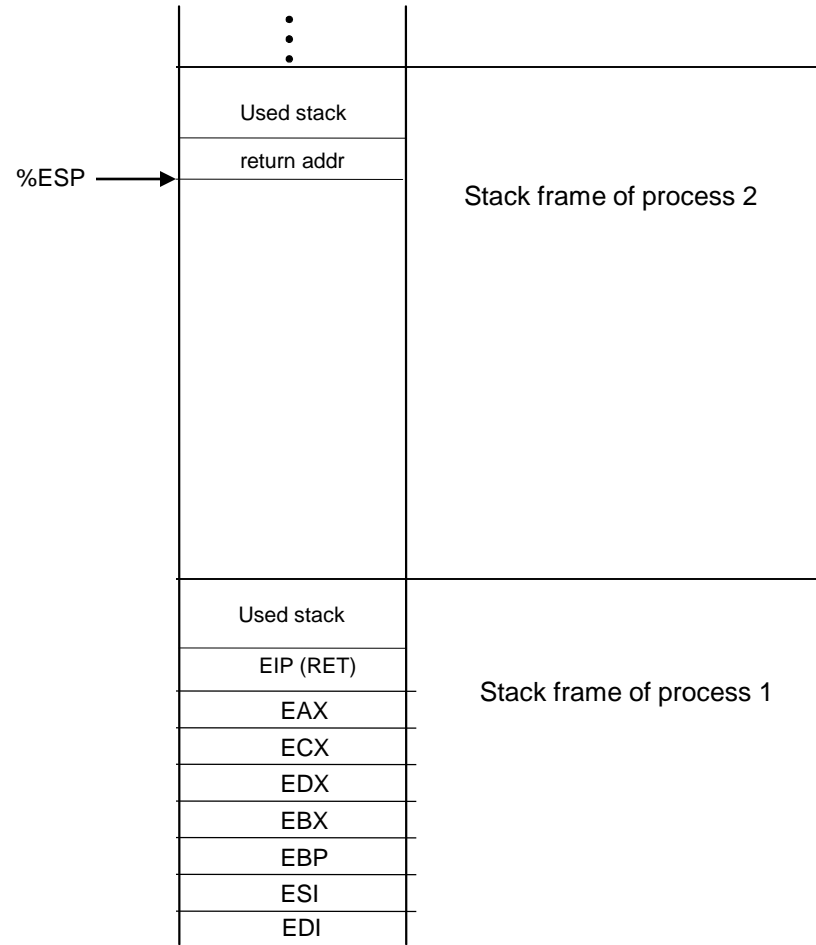 Used stack
return addr
%ESP
Stack frame of process 2
Used stack
EIP (RET)
Stack frame of process 1
EAX
ECX
EDX
EBX
EBP
ESI
EDI